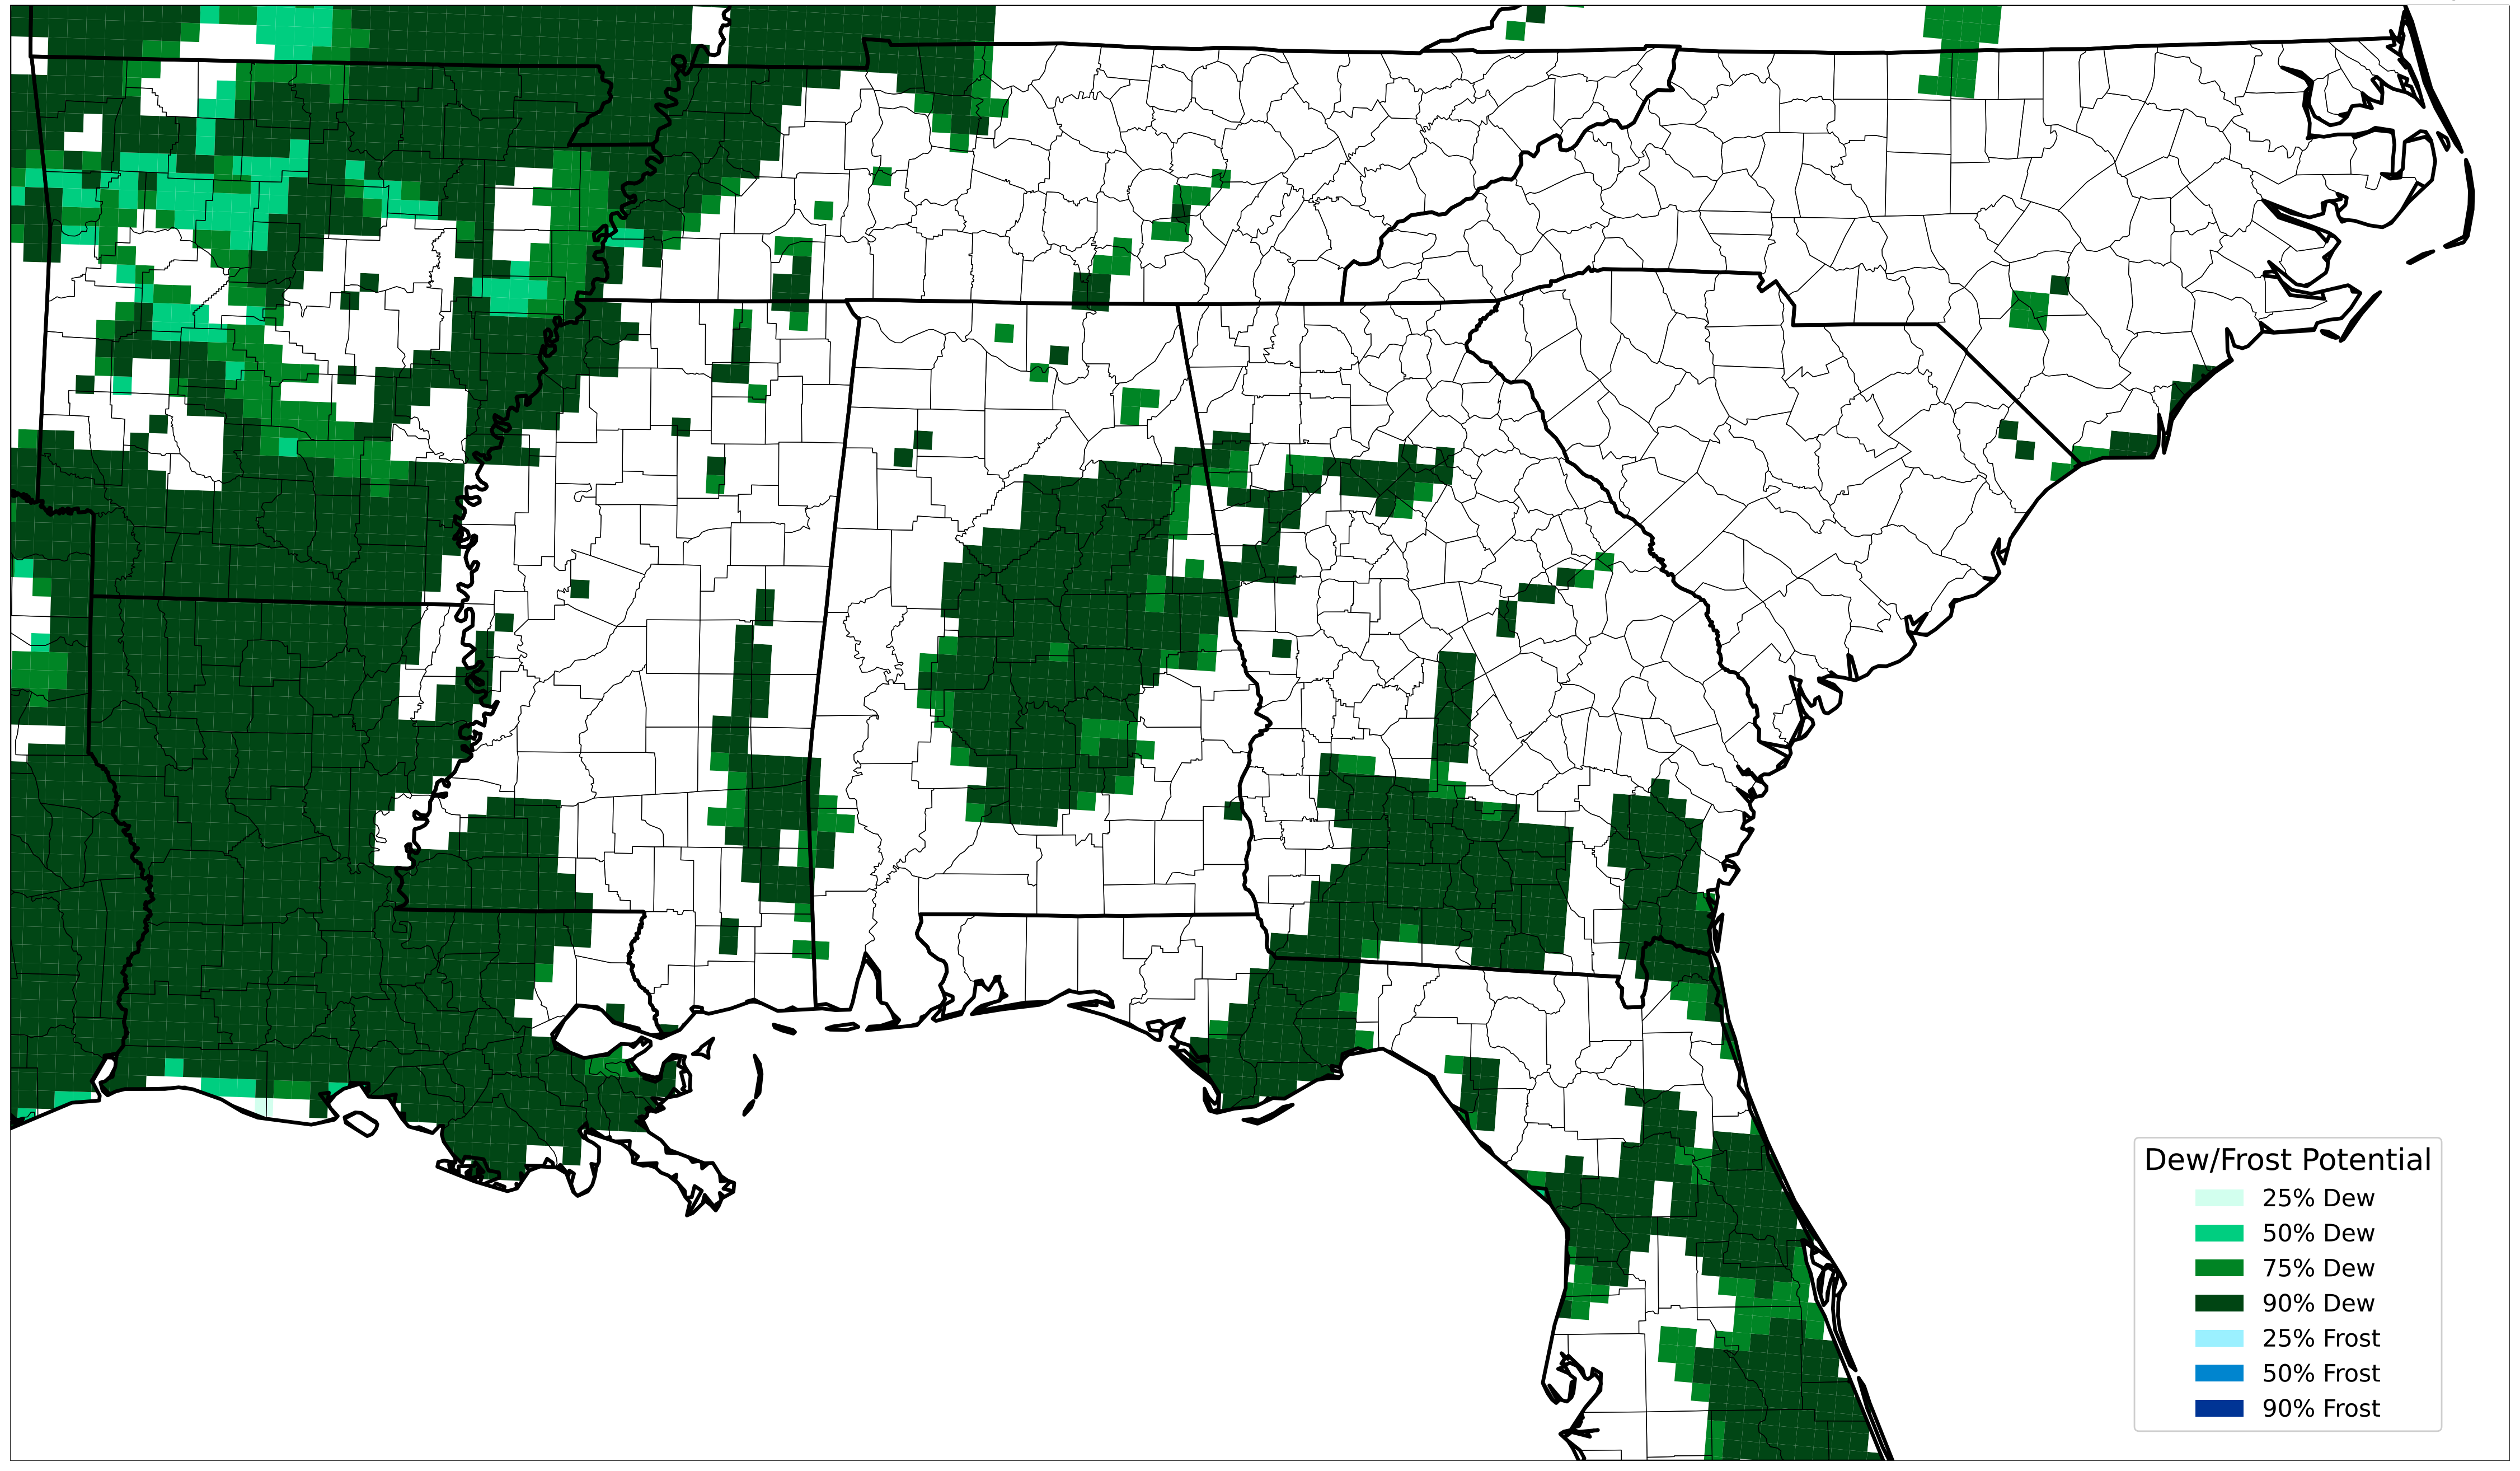 Dew/Frost Potential
25% Dew
50% Dew
75% Dew
90% Dew
25% Frost
50% Frost
90% Frost